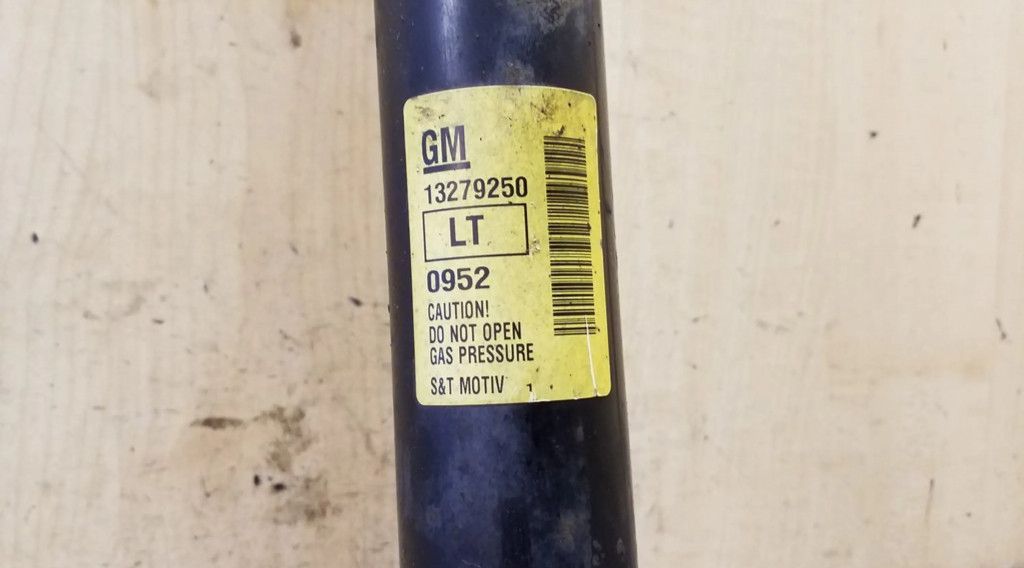 GM
13279250
LT
0952
CAUTION!
DO NOT OPEN
GAS PRESSURE
S&T MOTIV